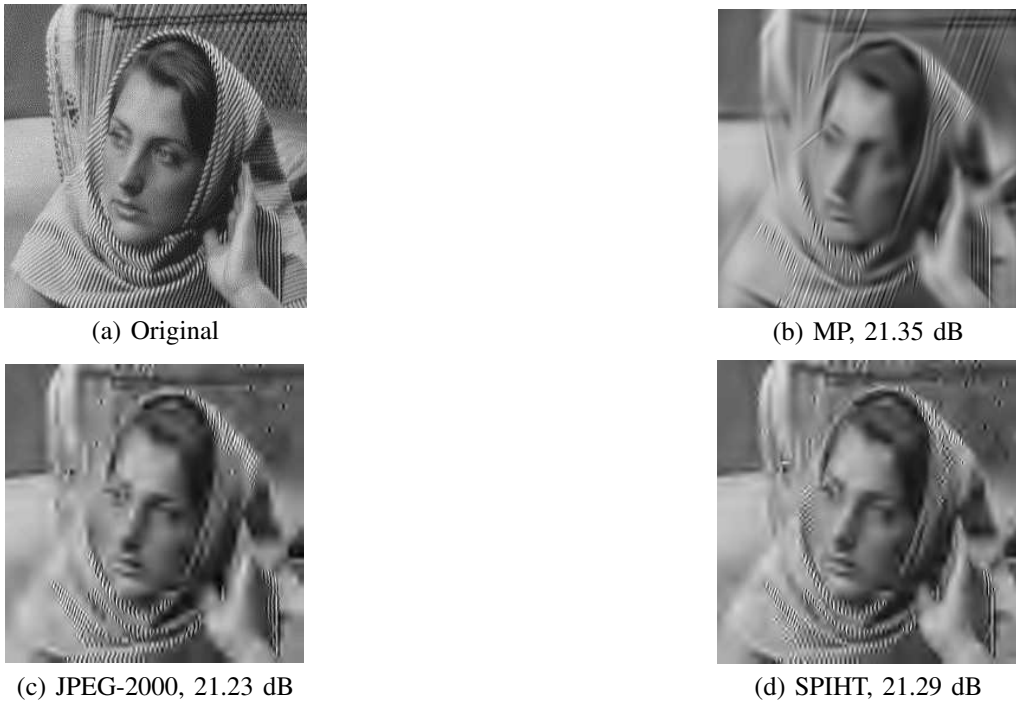 (a) Original
(b) MP, 21.35 dB
(c) JPEG-2000, 21.23 dB
(d) SPIHT, 21.29 dB